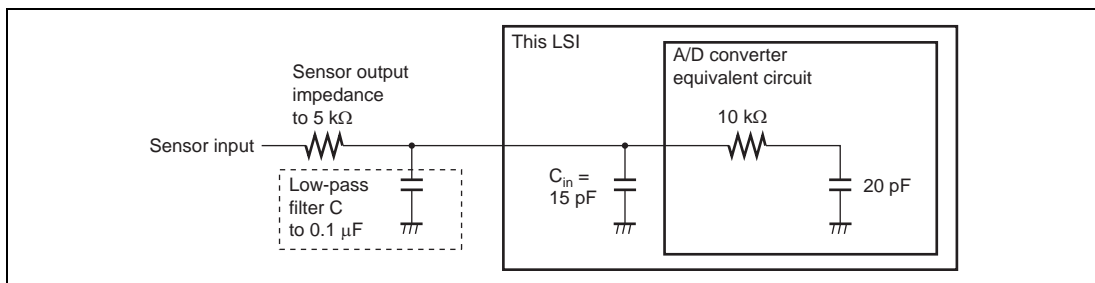 This LSI
A/D converter
equivalent circuit
Sensor output
impedance
to 5 kΩ
10 kΩ
Sensor input
Low-pass
filter C
to 0.1 μF
C_in =
15 pF
20 pF